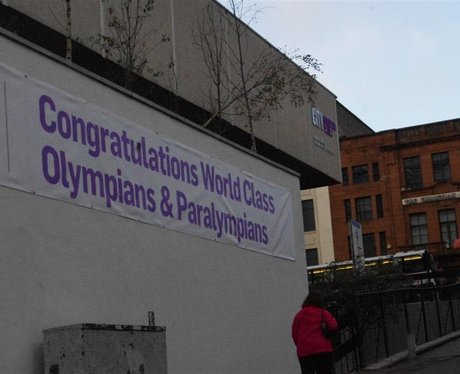 Congratulations World Class
Olympians & Paralympians